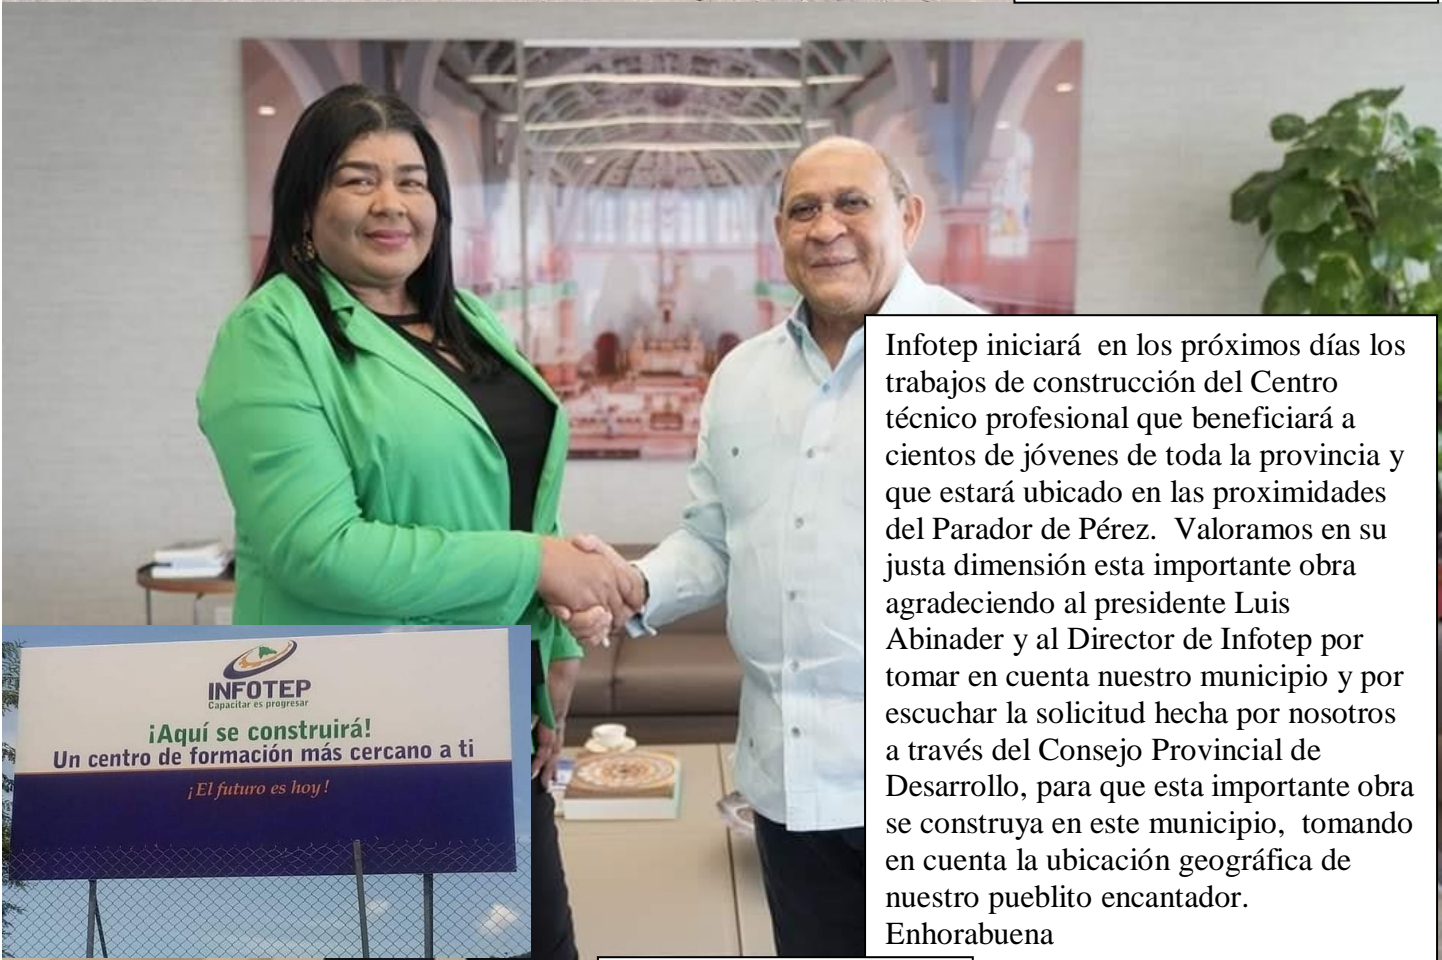 Infotep iniciará en los próximos días los
trabajos de construcción del Centro
técnico profesional que beneficiará a
cientos de jóvenes de toda la provincia y
que estará ubicado en las proximidades
del Parador de Pérez. Valoramos en su
justa dimensión esta importante obra
agradeciendo al presidente Luis
Abinader y al Director de Infotep por
tomar en cuenta nuestro municipio y por
escuchar la solicitud hecha por nosotros
a través del Consejo Provincial de
Desarrollo, para que esta importante obra
se construya en este municipio, tomando
en cuenta la ubicación geográfica de
nuestro pueblito encantador.
Enhorabuena
INFOTEP
Capacitar es progresar
¡Aquí se construirá!
Un centro de formación más cercano a ti
¡El futuro es hoy!